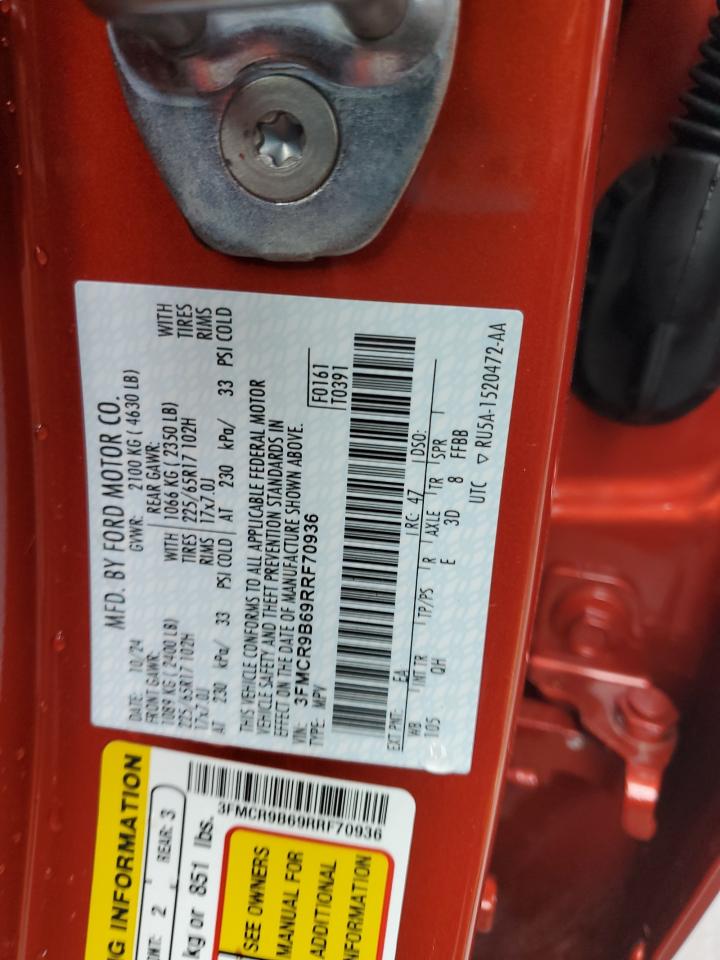 MFD. BY FORD MOTOR CO.
DATE: 10/24 GVWR: 2100 KG ( 4630 LB)
FRONT GAWR: REAR GAWR:
1089 KG ( 2400 LB) WITH 1066 KG ( 2350 LB) WITH
225/65R17 102H TIRES 225/65R17 102H TIRES
17x7.0J RIMS 17x7.0J RIMS
AT 230 kPa/ 33 PSI COLD AT 230 kPa/ 33 PSI COLD
THIS VEHICLE CONFORMS TO ALL APPLICABLE FEDERAL MOTOR
VEHICLE SAFETY AND THEFT PREVENTION STANDARDS IN
EFFECT ON THE DATE OF MANUFACTURE SHOWN ABOVE.
VIN: 3FMCR9B69RRF70936 F0161
TYPE: MPV T0391
EXT PNT: EA RC: 47 DSO:
WB INT TR TP/PS R AXLE TR SPR
105 QH E 3D 8 FFBB
UTC ▽ RU5A-1520472-AA
NG INFORMATION
2 REAR: 3
kg or 851 lbs.
3FMCR9B69RRF70936
SEE OWNERS
MANUAL FOR
ADDITIONAL
INFORMATION